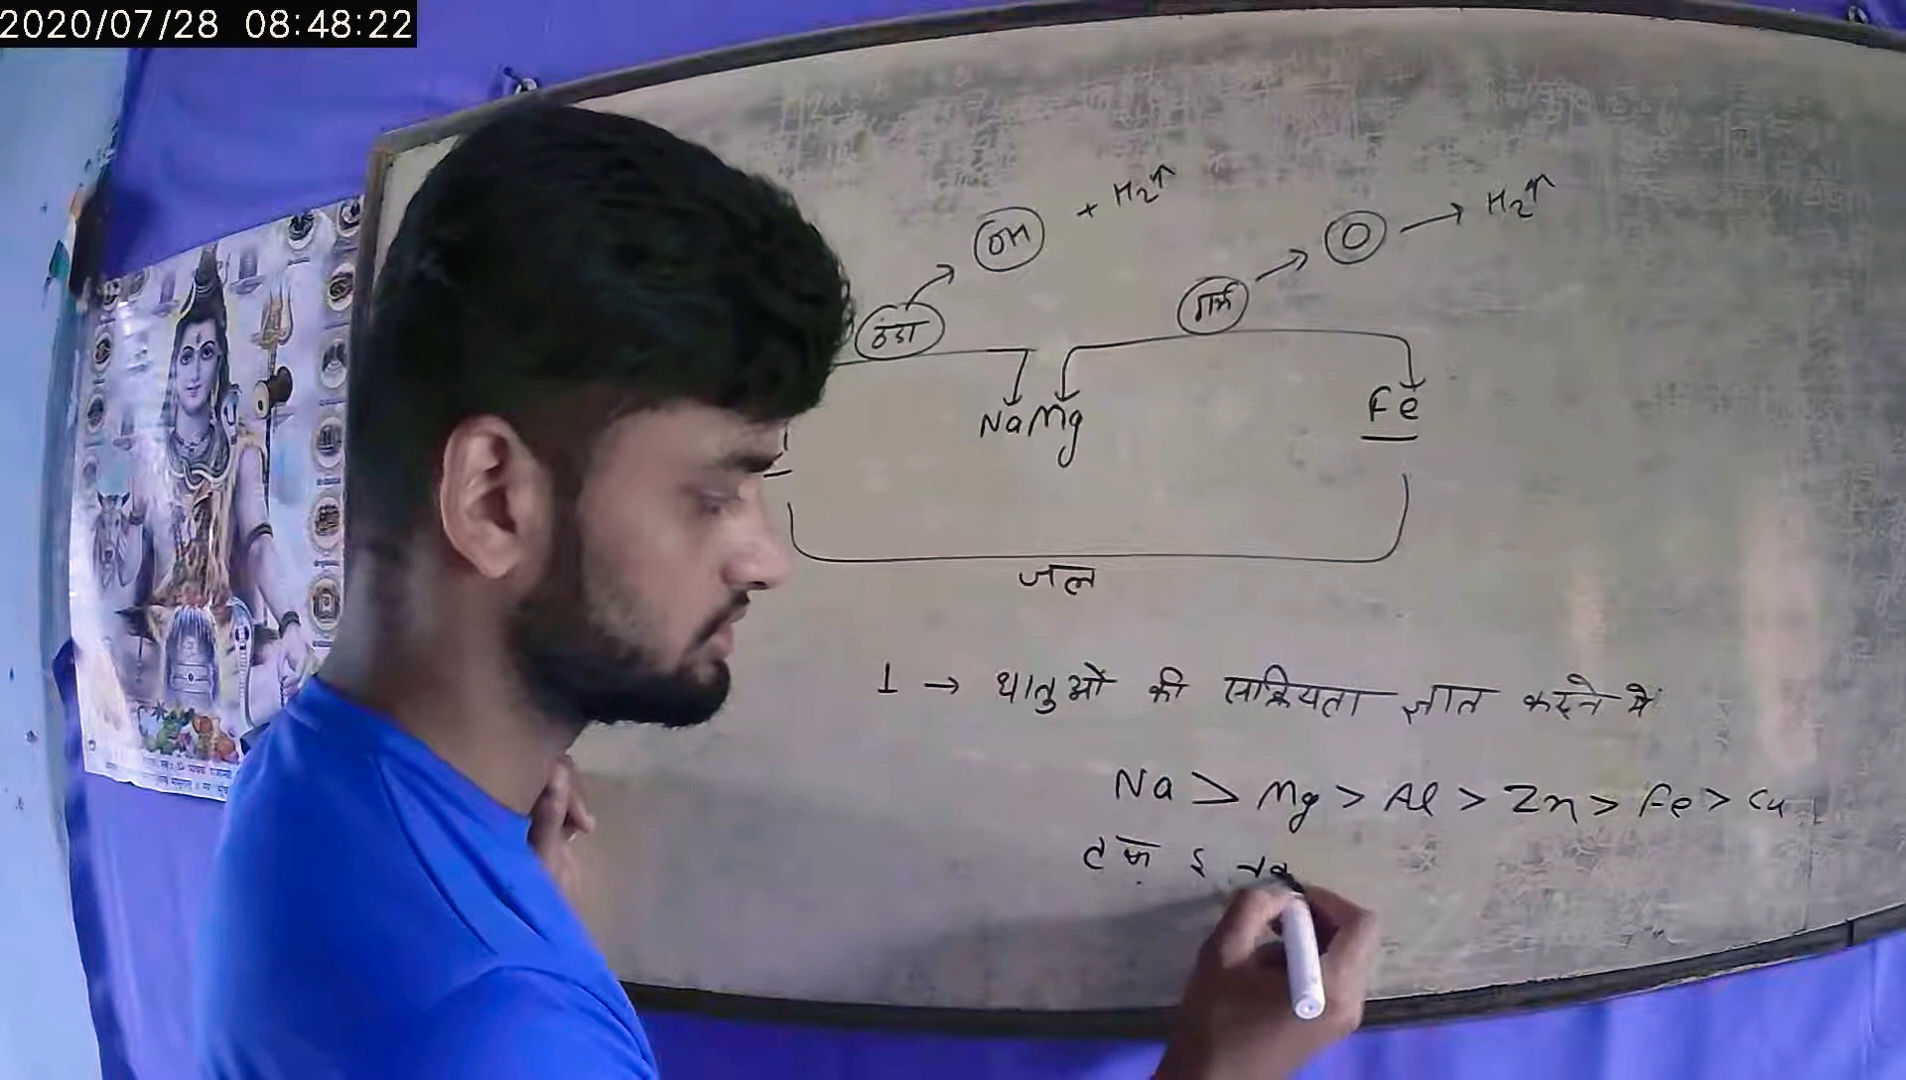 2020/07/28 08:48:22
OH + H₂↑
O → H₂↑
ठंडा
गर्म
Na Mg Fe
जल
1 → धातुओं की सक्रियता ज्ञात करने में
Na > Mg > Al > Zn > Fe > Cu